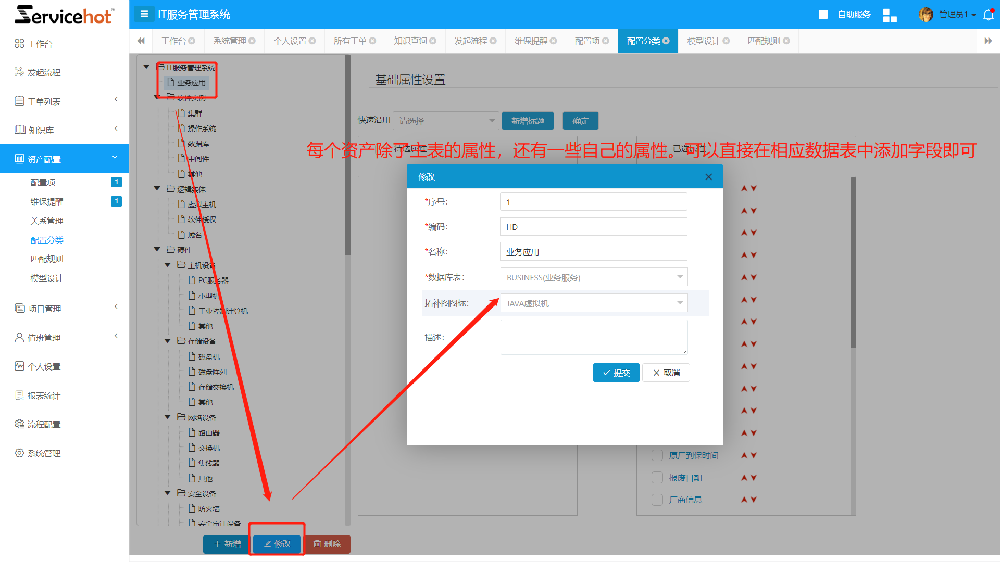 Servicehot®
IT服务管理系统
自助服务
管理员1
工作台
系统管理
个人设置
所有工单
知识查询
发起流程
维保提醒
配置项
配置分类
模型设计
匹配规则
工作台
发起流程
工单列表
知识库
资产配置
配置项 1
维保提醒 1
关系管理
配置分类
匹配规则
模型设计
项目管理
值班管理
个人设置
报表统计
流程配置
系统管理
IT服务管理系统
业务应用
软件实例
集群
操作系统
数据库
中间件
其他
逻辑实体
虚拟主机
软件授权
域名
硬件
主机设备
PC服务器
小型机
工业控制计算机
其他
存储设备
磁盘机
磁盘阵列
存储交换机
其他
网络设备
路由器
交换机
集线器
其他
安全设备
防火墙
安全审计设备
新增
修改
删除
基础属性设置
快速沿用 请选择 新增标题 确定
待选属性
已选属性
每个资产除了主表的属性，还有一些自己的属性。可以直接在相应数据表中添加字段即可
修改
*序号: 1
*编码: HD
*名称: 业务应用
*数据库表: BUSINESS(业务服务)
拓补图图标: JAVA虚拟机
描述:
提交 取消
原厂到保时间
报废日期
厂商信息